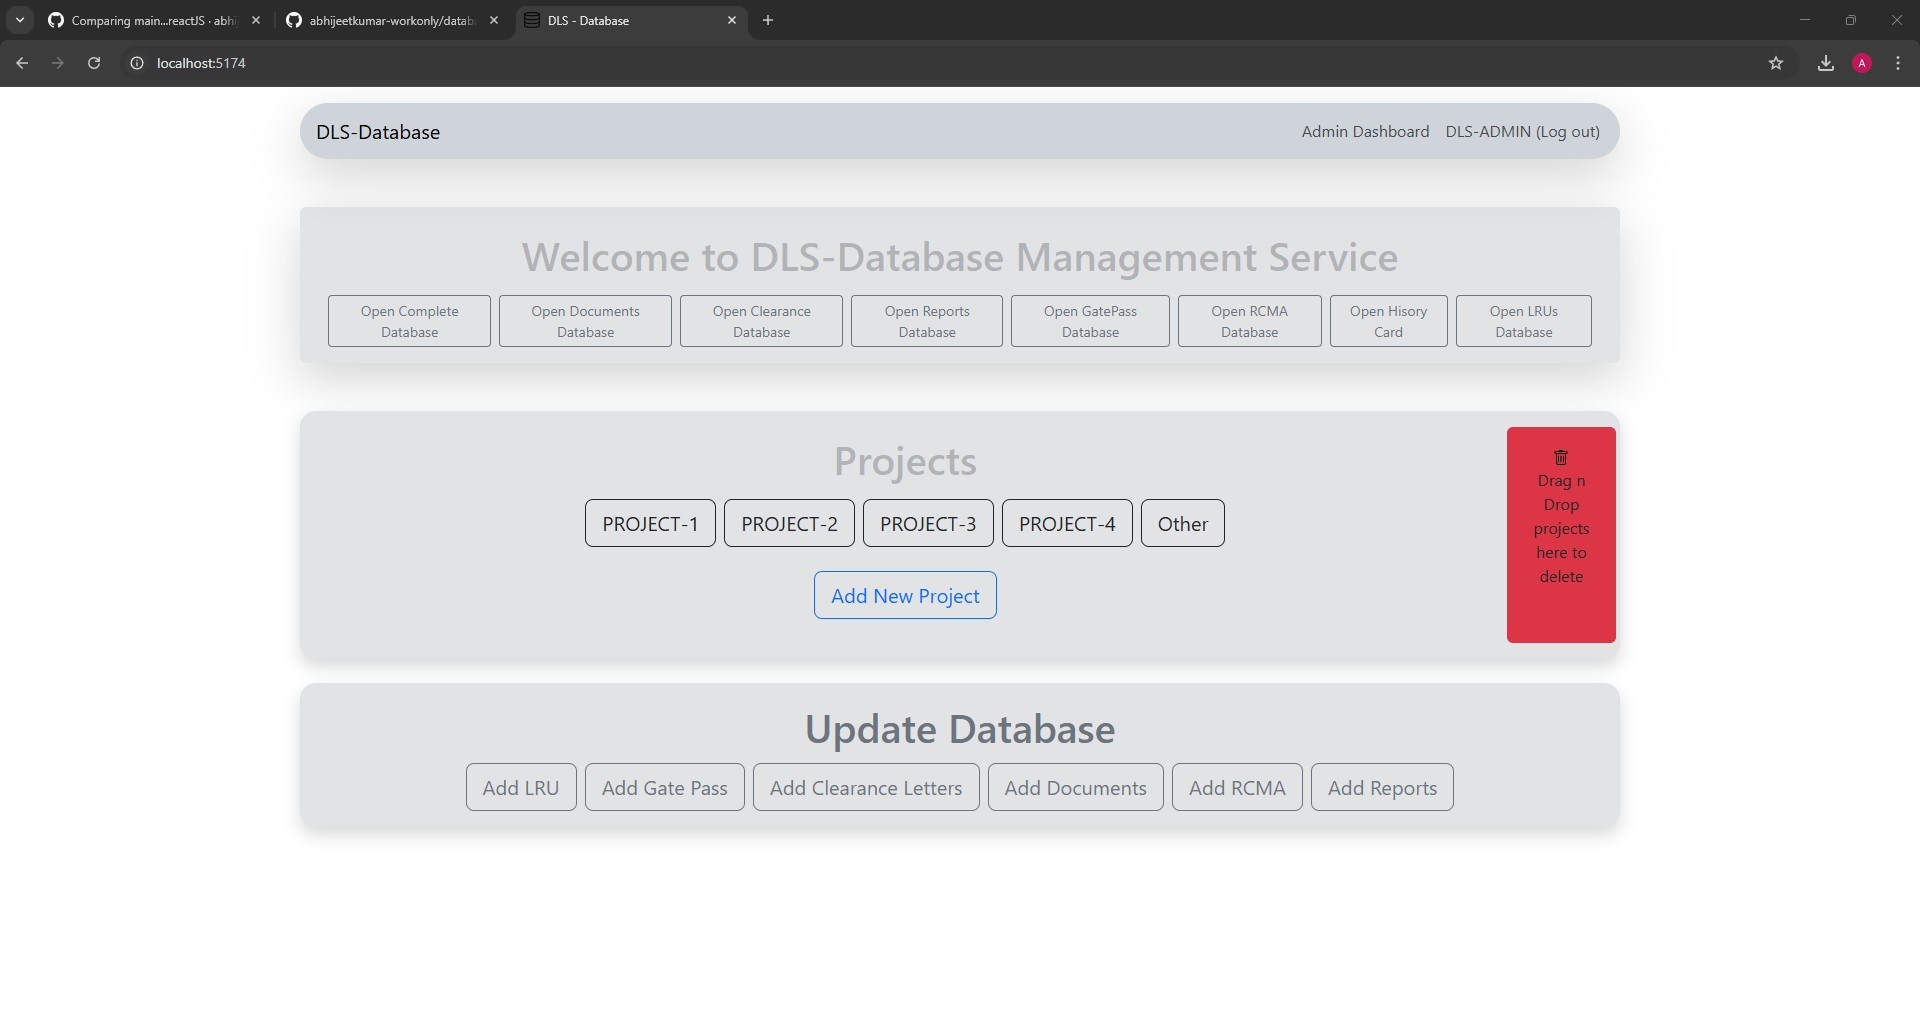 Comparing main...reactJS · abhi
abhijeetkumar-workonly/datab
DLS - Database
localhost:5174
A
DLS-Database
Admin Dashboard
DLS-ADMIN (Log out)
Welcome to DLS-Database Management Service
Open Complete
Database
Open Documents
Database
Open Clearance
Database
Open Reports
Database
Open GatePass
Database
Open RCMA
Database
Open Hisory
Card
Open LRUs
Database
Projects
PROJECT-1
PROJECT-2
PROJECT-3
PROJECT-4
Other
Add New Project
Drag n
Drop
projects
here to
delete
Update Database
Add LRU
Add Gate Pass
Add Clearance Letters
Add Documents
Add RCMA
Add Reports